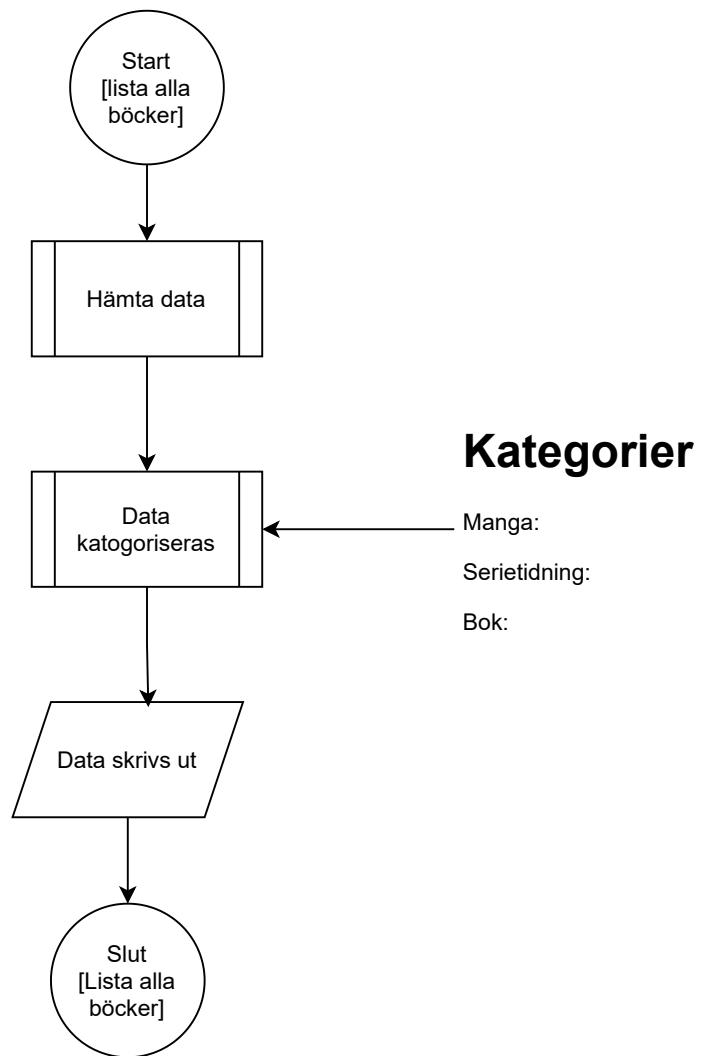 Start
[lista alla
böcker]
Hämta data
Data
katogoriseras
Kategorier
Manga:
Serietidning:
Bok:
Data skrivs ut
Slut
[Lista alla
böcker]